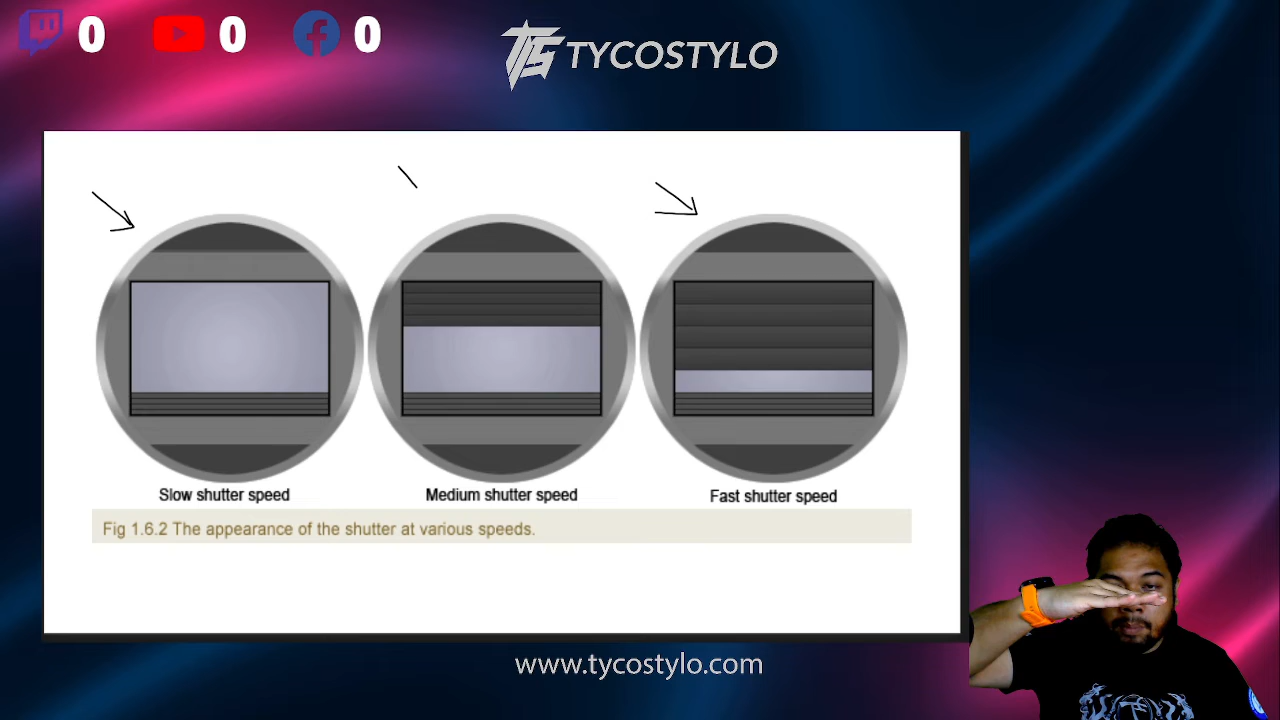 0 0 0
TS TYCOSTYLO
Slow shutter speed
Medium shutter speed
Fast shutter speed
Fig 1.6.2 The appearance of the shutter at various speeds.
www.tycostylo.com